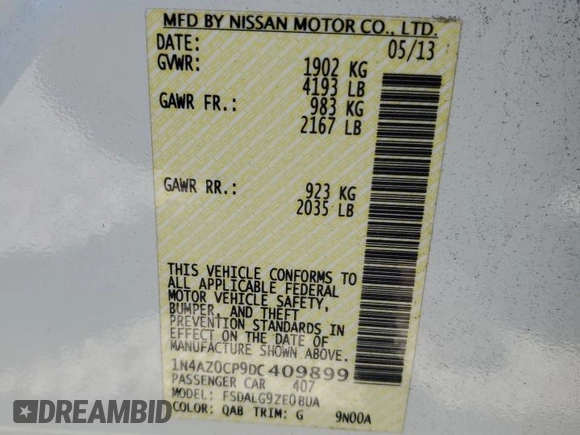 MFD BY NISSAN MOTOR CO., LTD.
DATE: 05/13
GVWR: 1902 KG
4193 LB
GAWR FR.: 983 KG
2167 LB
GAWR RR.: 923 KG
2035 LB
THIS VEHICLE CONFORMS TO
ALL APPLICABLE FEDERAL
MOTOR VEHICLE SAFETY,
BUMPER, AND THEFT
PREVENTION STANDARDS IN
EFFECT ON THE DATE OF
MANUFACTURE SHOWN ABOVE.
1N4AZ0CP9DC409899
PASSENGER CAR 407
MODEL: FSDALG9ZE0BUA
COLOR: QAB TRIM: G 9N00A
DREAMBID